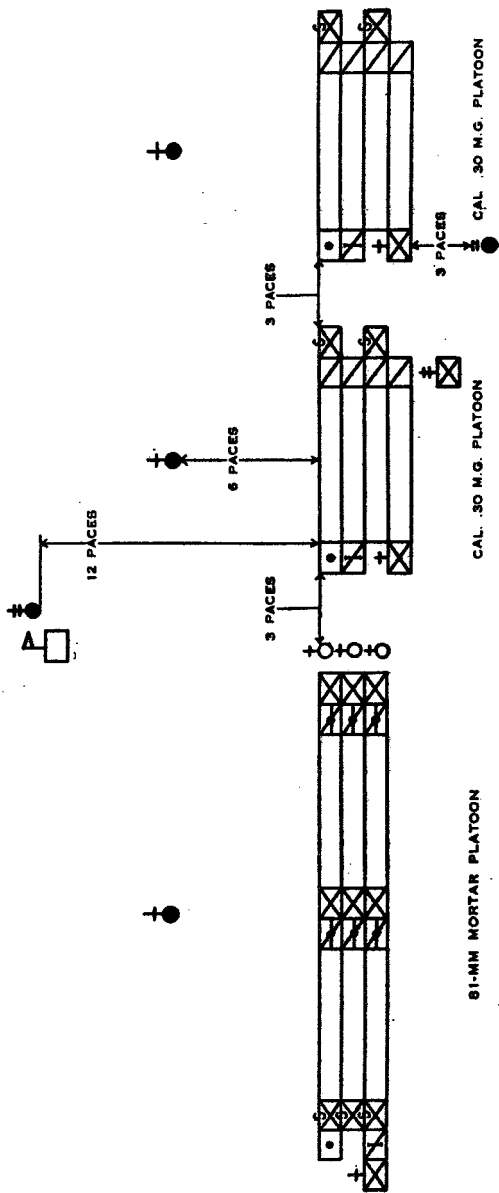 12 PACES
6 PACES
3 PACES
3 PACES
3 PACES
81-MM MORTAR PLATOON
CAL. .30 M.G. PLATOON
CAL .30 M.G. PLATOON
C
C
C
C
S
S
S